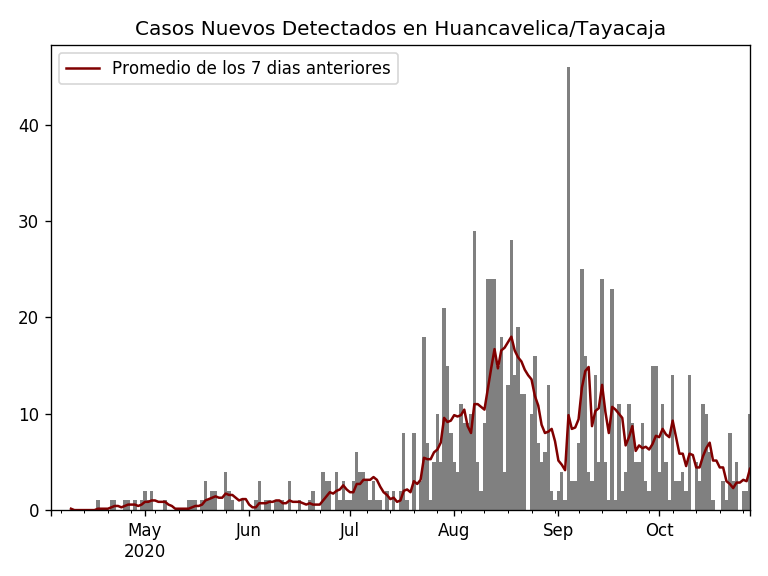 Casos Nuevos Detectados en Huancavelica/Tayacaja
Promedio de los 7 dias anteriores
40
30
20
10
0
May Jun Jul Aug Sep Oct
2020